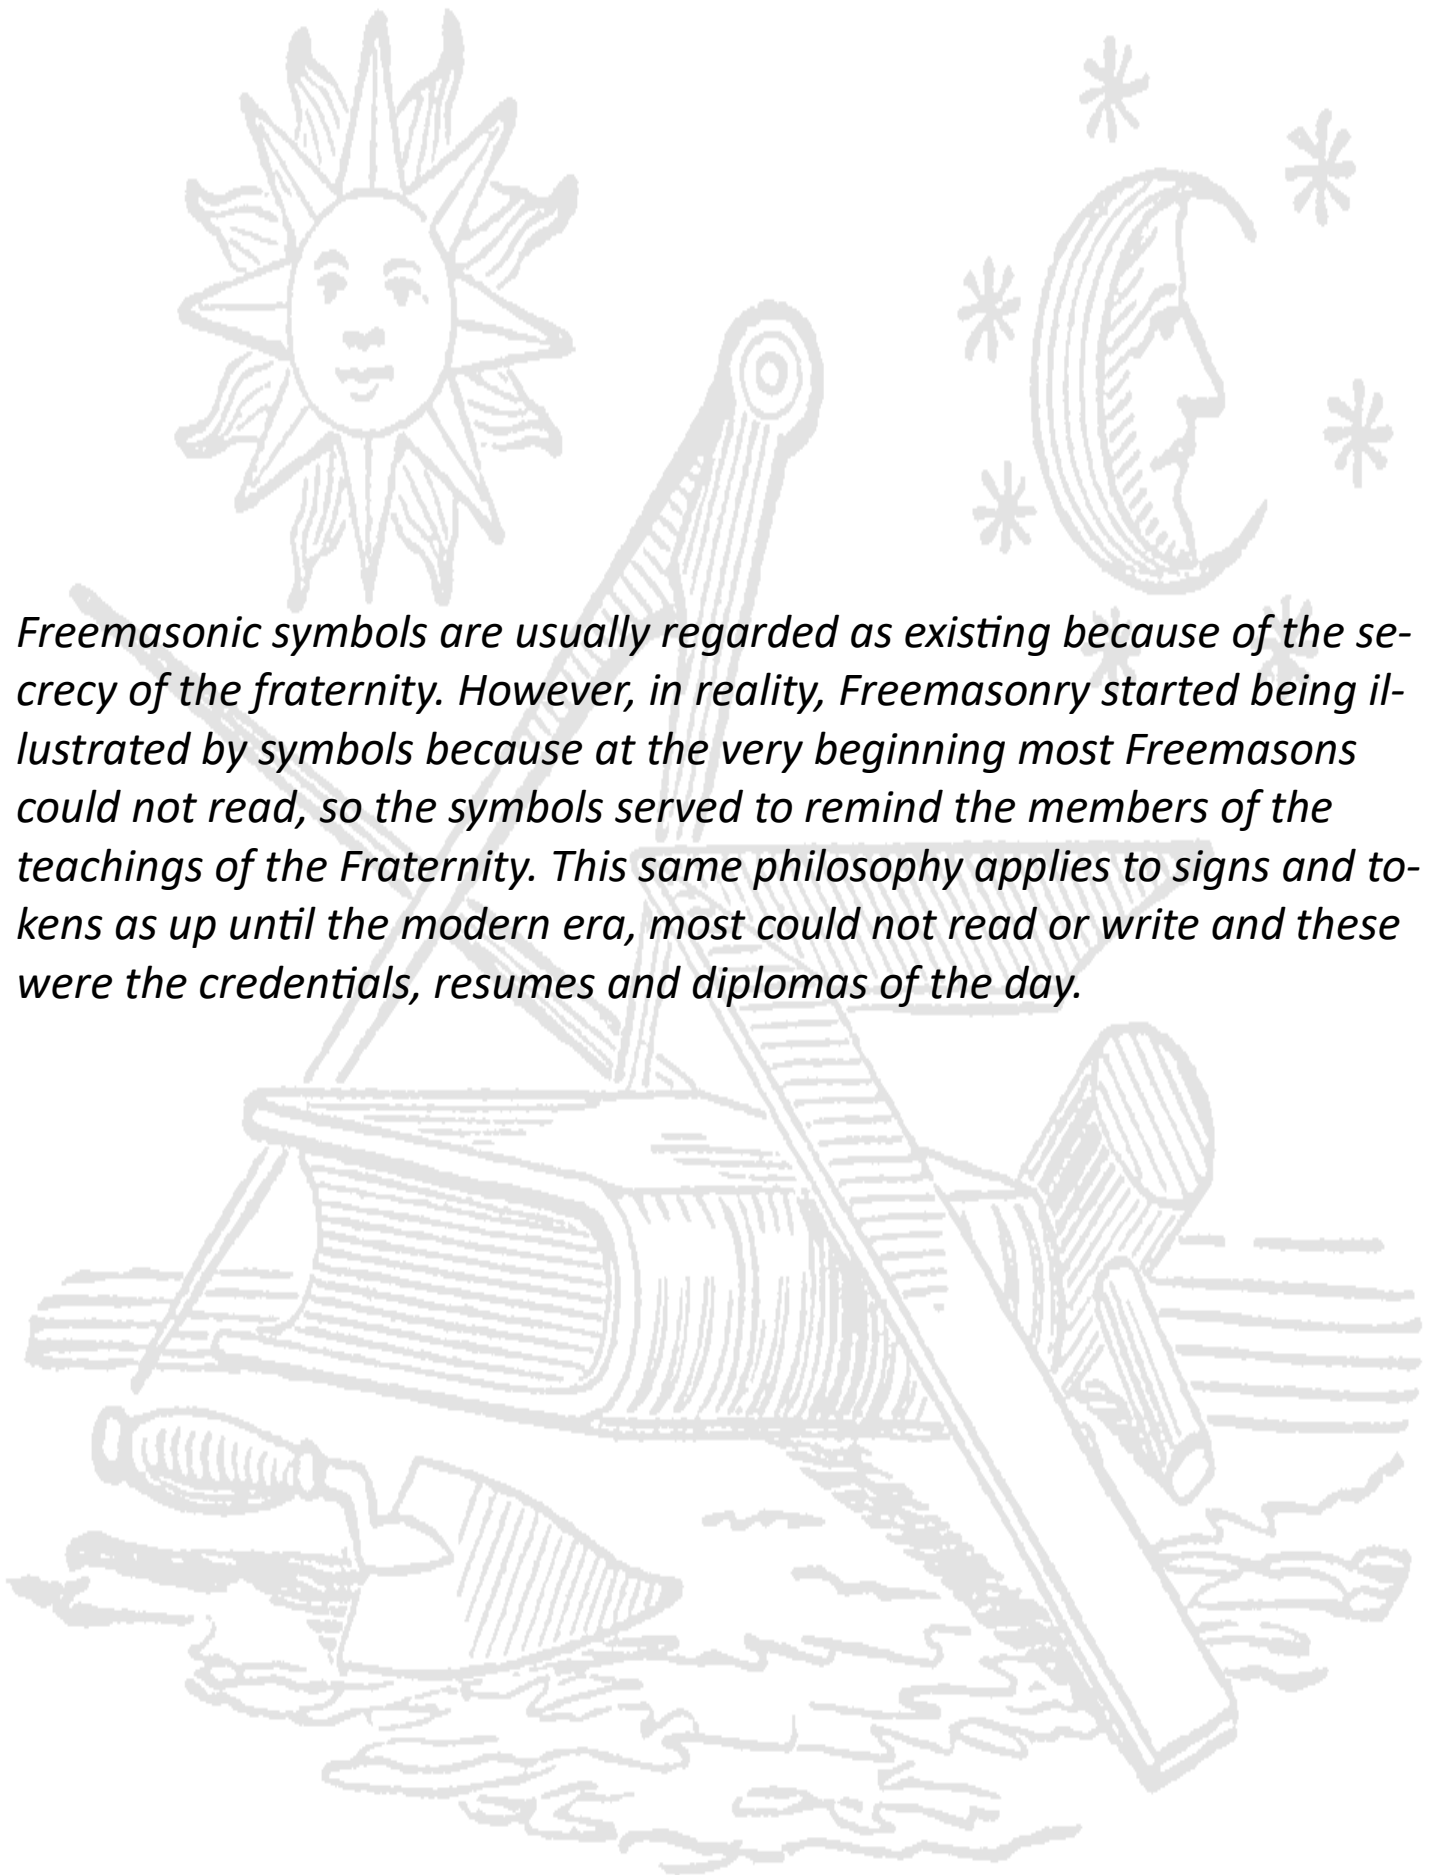 Freemasonic symbols are usually regarded as existing because of the se-
crecy of the fraternity. However, in reality, Freemasonry started being il-
lustrated by symbols because at the very beginning most Freemasons
could not read, so the symbols served to remind the members of the
teachings of the Fraternity. This same philosophy applies to signs and to-
kens as up until the modern era, most could not read or write and these
were the credentials, resumes and diplomas of the day.